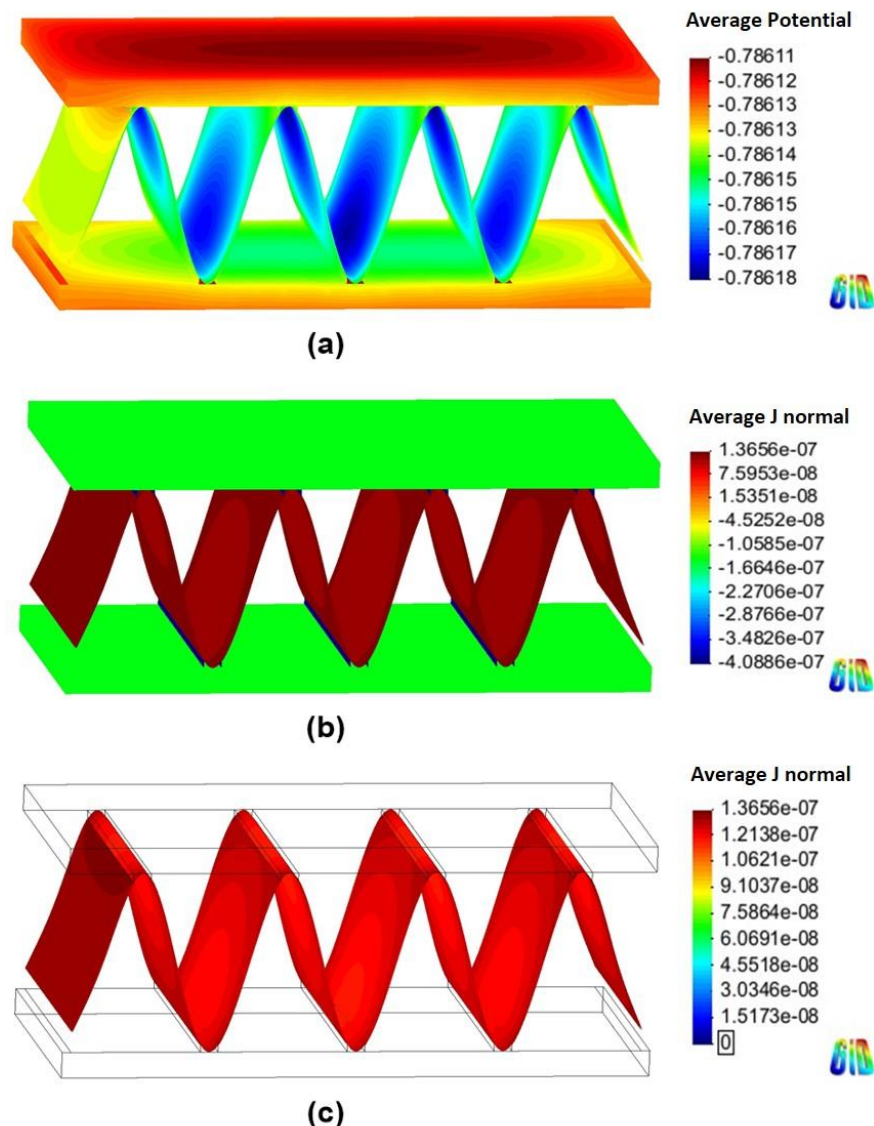 Average Potential
-0.78611
-0.78612
-0.78613
-0.78613
-0.78614
-0.78615
-0.78615
-0.78616
-0.78617
-0.78618
GiD
(a)
Average J normal
1.3656e-07
7.5953e-08
1.5351e-08
-4.5252e-08
-1.0585e-07
-1.6646e-07
-2.2706e-07
-2.8766e-07
-3.4826e-07
-4.0886e-07
GiD
(b)
Average J normal
1.3656e-07
1.2138e-07
1.0621e-07
9.1037e-08
7.5864e-08
6.0691e-08
4.5518e-08
3.0346e-08
1.5173e-08
0
GiD
(c)